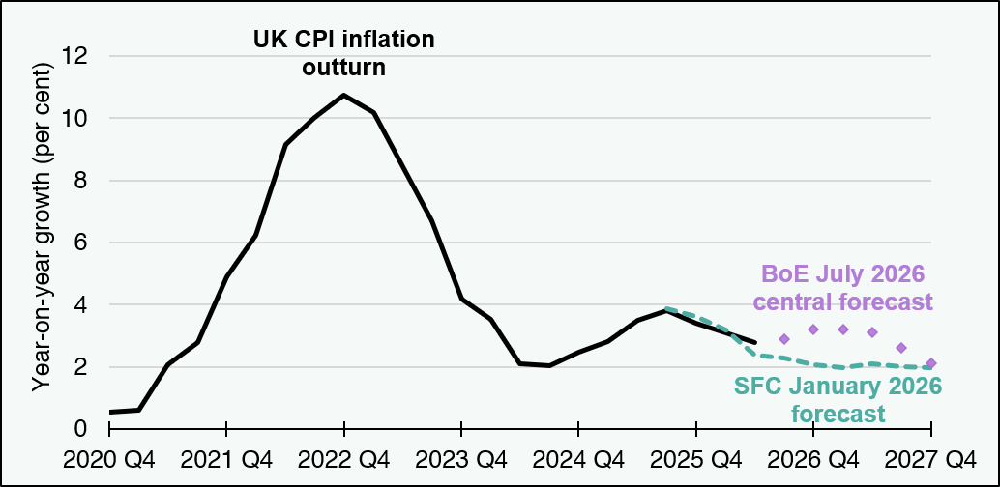 UK CPI inflation
outturn
Year-on-year growth (per cent)
12
10
8
6
4
2
0
BoE July 2026
central forecast
SFC January 2026
forecast
2020 Q4 2021 Q4 2022 Q4 2023 Q4 2024 Q4 2025 Q4 2026 Q4 2027 Q4